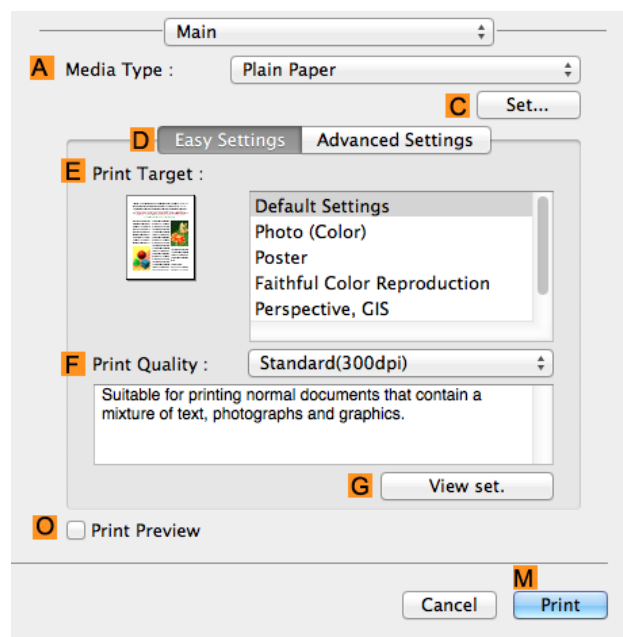 Main
A Media Type : Plain Paper
C Set...
D Easy Settings Advanced Settings
E Print Target :
Default Settings
Photo (Color)
Poster
Faithful Color Reproduction
Perspective, GIS
F Print Quality : Standard(300dpi)
Suitable for printing normal documents that contain a
mixture of text, photographs and graphics.
G View set.
O Print Preview
M
Cancel Print